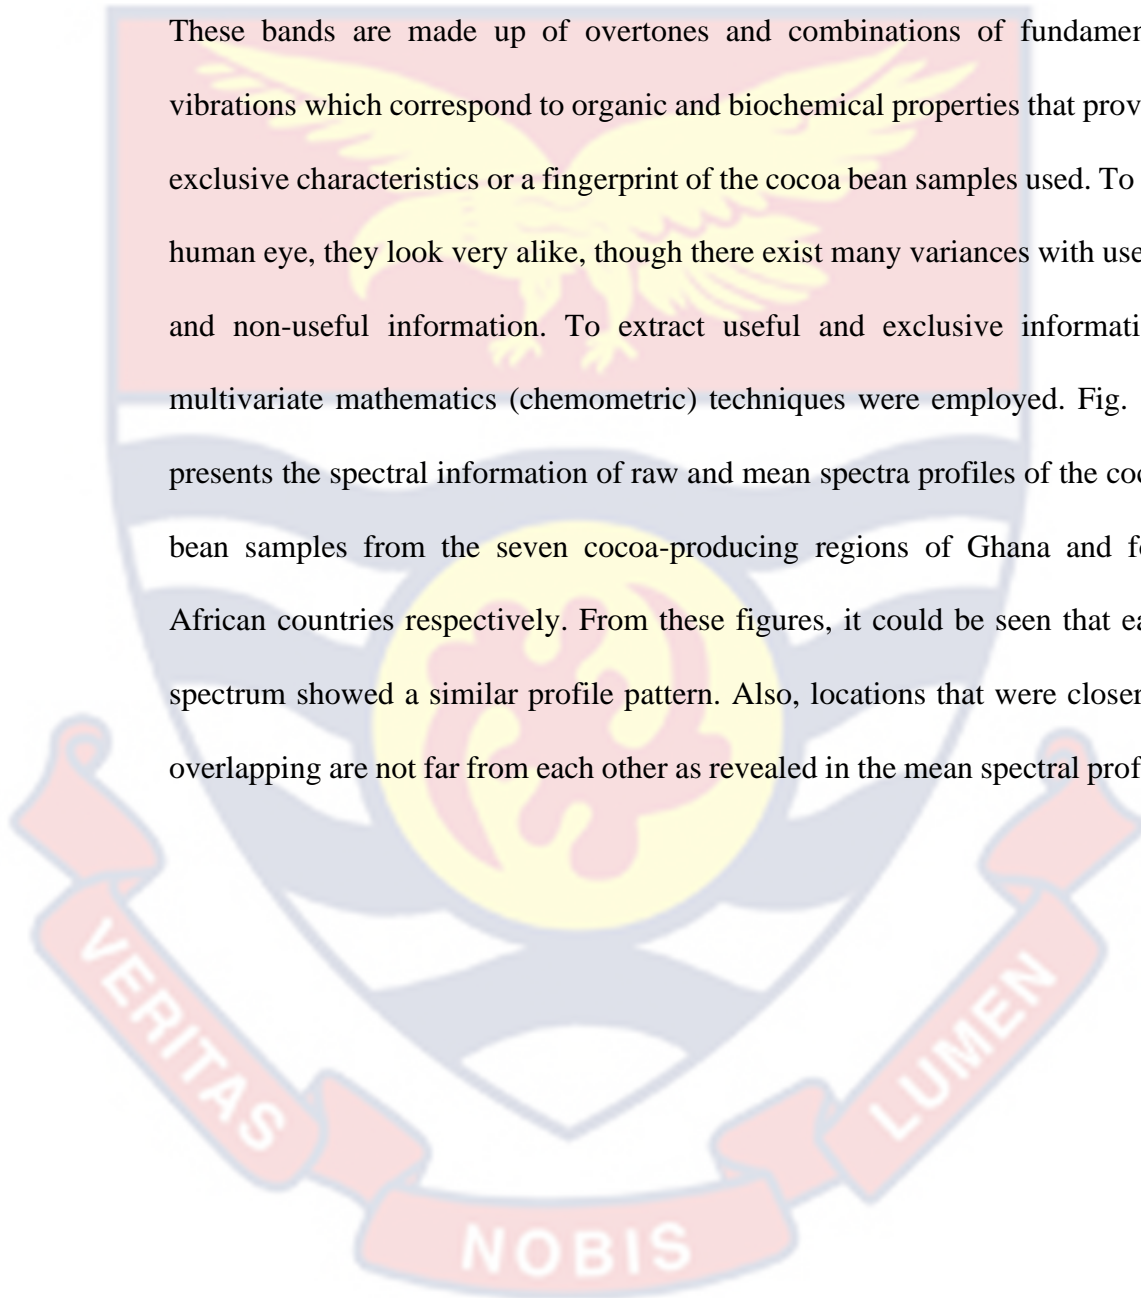 These bands are made up of overtones and combinations of fundamen
vibrations which correspond to organic and biochemical properties that prov
exclusive characteristics or a fingerprint of the cocoa bean samples used. To
human eye, they look very alike, though there exist many variances with use
and non-useful information. To extract useful and exclusive informati
multivariate mathematics (chemometric) techniques were employed. Fig.
presents the spectral information of raw and mean spectra profiles of the coc
bean samples from the seven cocoa-producing regions of Ghana and fo
African countries respectively. From these figures, it could be seen that ea
spectrum showed a similar profile pattern. Also, locations that were closer
overlapping are not far from each other as revealed in the mean spectral prof
VERITAS
NOBIS
LUMEN